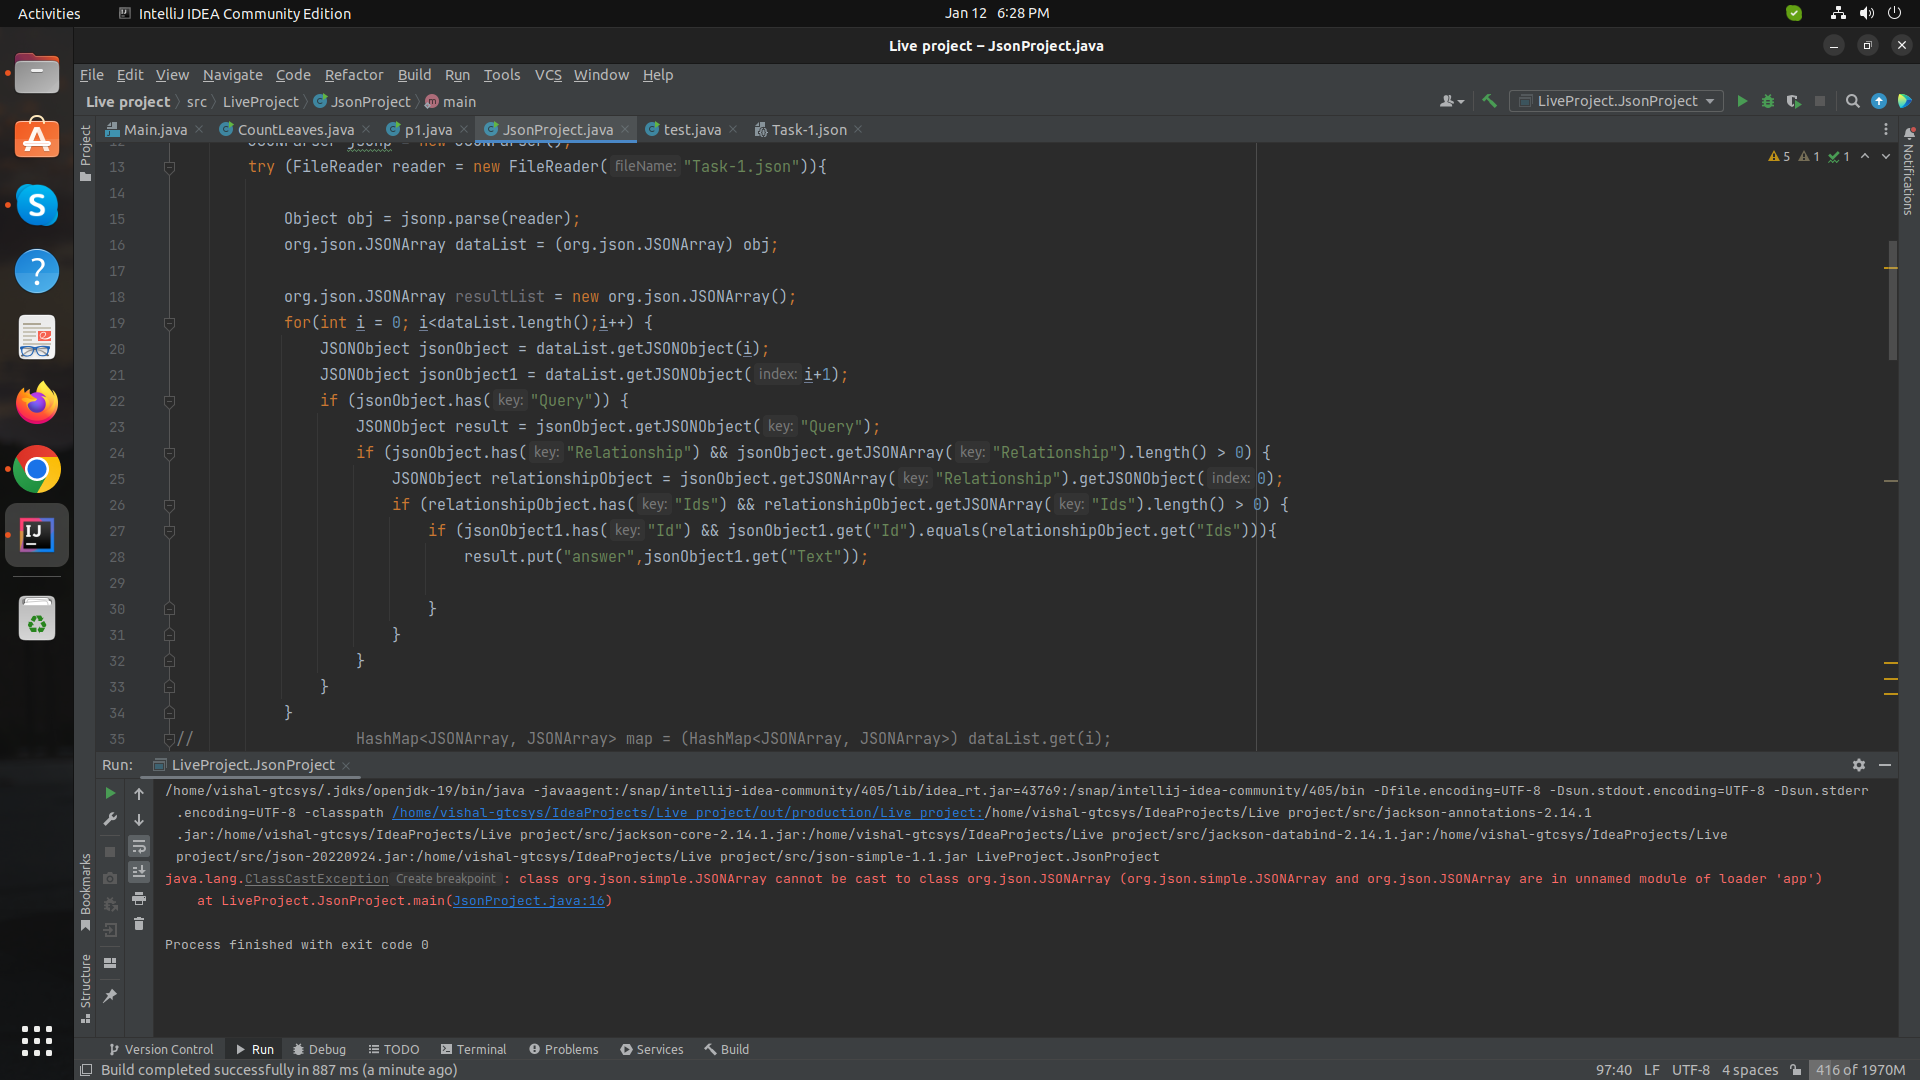 Activities
IntelliJ IDEA Community Edition
Jan 12 6:28 PM
Live project – JsonProject.java
File Edit View Navigate Code Refactor Build Run Tools VCS Window Help
Live project src LiveProject JsonProject main
LiveProject.JsonProject
Main.java CountLeaves.java p1.java JsonProject.java test.java Task-1.json
Project
Notifications
5 1 1
12 JSONParser jsonp = new JSONParser();
13 try (FileReader reader = new FileReader( fileName: "Task-1.json")){
14
15 Object obj = jsonp.parse(reader);
16 org.json.JSONArray dataList = (org.json.JSONArray) obj;
17
18 org.json.JSONArray resultList = new org.json.JSONArray();
19 for(int i = 0; i<dataList.length();i++) {
20 JSONObject jsonObject = dataList.getJSONObject(i);
21 JSONObject jsonObject1 = dataList.getJSONObject( index: i+1);
22 if (jsonObject.has( key: "Query")) {
23 JSONObject result = jsonObject.getJSONObject( key: "Query");
24 if (jsonObject.has( key: "Relationship") && jsonObject.getJSONArray( key: "Relationship").length() > 0) {
25 JSONObject relationshipObject = jsonObject.getJSONArray( key: "Relationship").getJSONObject( index: 0);
26 if (relationshipObject.has( key: "Ids") && relationshipObject.getJSONArray( key: "Ids").length() > 0) {
27 if (jsonObject1.has( key: "Id") && jsonObject1.get("Id").equals(relationshipObject.get("Ids"))){
28 result.put("answer",jsonObject1.get("Text"));
29
30 }
31 }
32 }
33 }
34 }
35 // HashMap<JSONArray, JSONArray> map = (HashMap<JSONArray, JSONArray>) dataList.get(i);
Run: LiveProject.JsonProject
/home/vishal-gtcsys/.jdks/openjdk-19/bin/java -javaagent:/snap/intellij-idea-community/405/lib/idea_rt.jar=43769:/snap/intellij-idea-community/405/bin -Dfile.encoding=UTF-8 -Dsun.stdout.encoding=UTF-8 -Dsun.stderr
.encoding=UTF-8 -classpath /home/vishal-gtcsys/IdeaProjects/Live project/out/production/Live project:/home/vishal-gtcsys/IdeaProjects/Live project/src/jackson-annotations-2.14.1
.jar:/home/vishal-gtcsys/IdeaProjects/Live project/src/jackson-core-2.14.1.jar:/home/vishal-gtcsys/IdeaProjects/Live project/src/jackson-databind-2.14.1.jar:/home/vishal-gtcsys/IdeaProjects/Live
project/src/json-20220924.jar:/home/vishal-gtcsys/IdeaProjects/Live project/src/json-simple-1.1.jar LiveProject.JsonProject
java.lang.ClassCastException Create breakpoint : class org.json.simple.JSONArray cannot be cast to class org.json.JSONArray (org.json.simple.JSONArray and org.json.JSONArray are in unnamed module of loader 'app')
at LiveProject.JsonProject.main(JsonProject.java:16)
Process finished with exit code 0
Bookmarks
Structure
Version Control Run Debug TODO Terminal Problems Services Build
Build completed successfully in 887 ms (a minute ago)
97:40 LF UTF-8 4 spaces 416 of 1970M